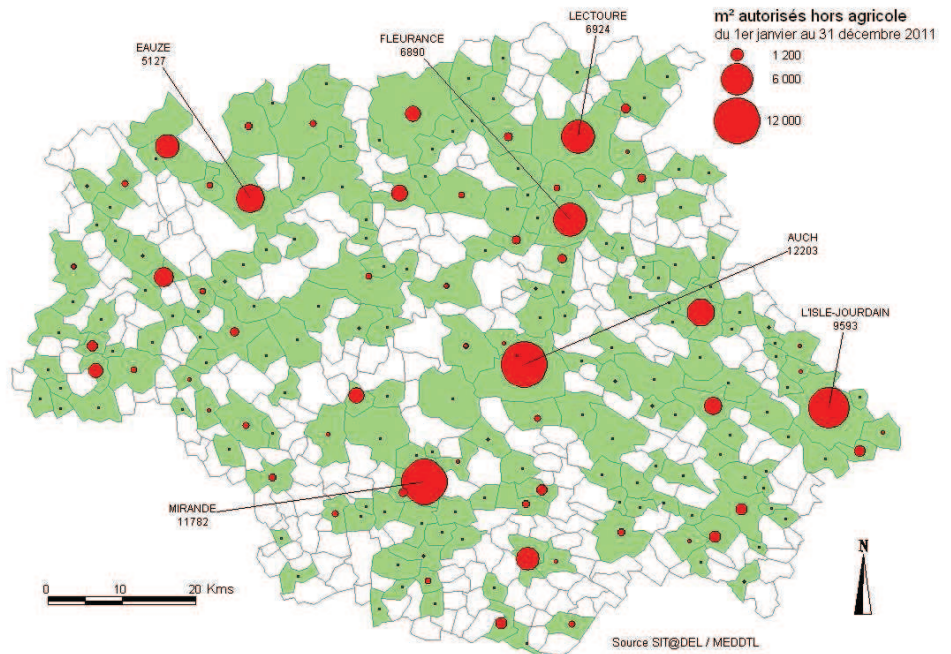 m² autorisés hors agricole
du 1er janvier au 31 décembre 2011
1 200
6 000
12 000
LECTOURE
6924
FLEURANCE
6890
EAUZE
5127
AUCH
12203
L'ISLE-JOURDAIN
9593
MIRANDE
11782
N
0 10 20 Kms
Source SIT@DEL / MEDDTL